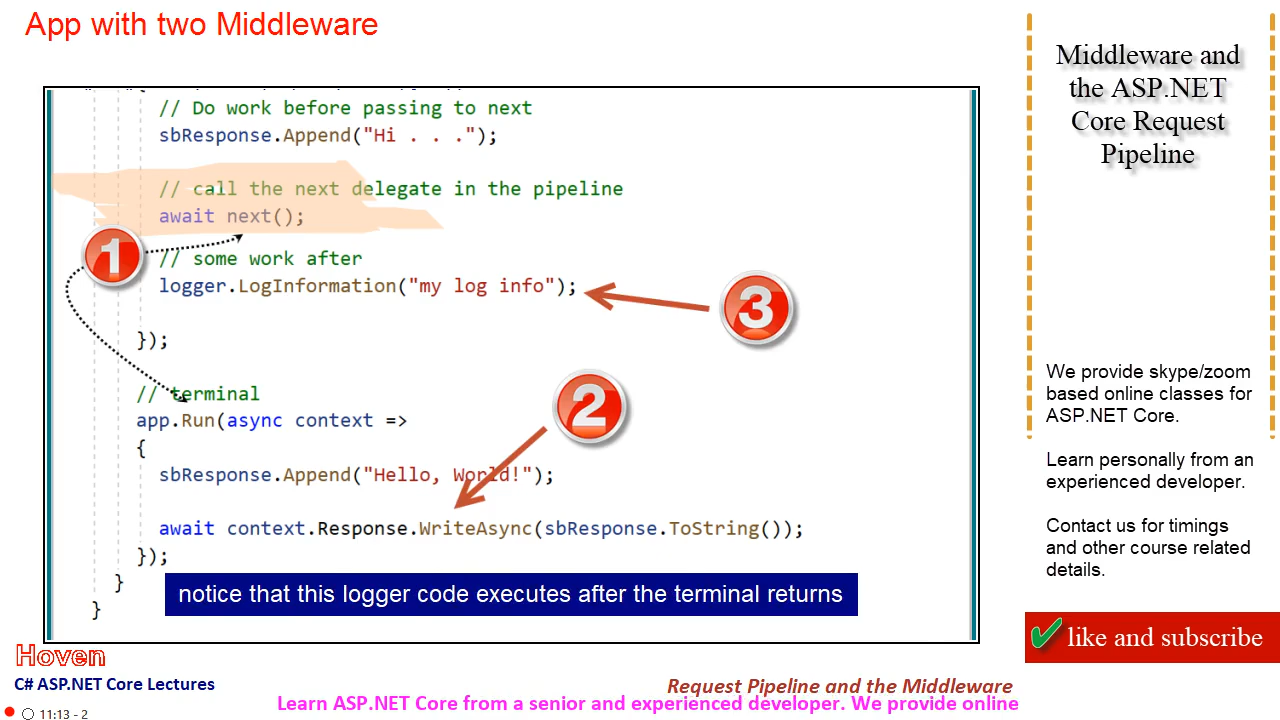 App with two Middleware
{
// Do work before passing to next
sbResponse.Append("Hi . . .");
// call the next delegate in the pipeline
await next();
// some work after
logger.LogInformation("my log info");
});
// terminal
app.Run(async context =>
{
sbResponse.Append("Hello, World!");
await context.Response.WriteAsync(sbResponse.ToString());
});
}
}
1
2
3
notice that this logger code executes after the terminal returns
Middleware and
the ASP.NET
Core Request
Pipeline
We provide skype/zoom
based online classes for
ASP.NET Core.
Learn personally from an
experienced developer.
Contact us for timings
and other course related
details.
like and subscribe
Hoven
C# ASP.NET Core Lectures
Request Pipeline and the Middleware
Learn ASP.NET Core from a senior and experienced developer. We provide online
11:13 - 2